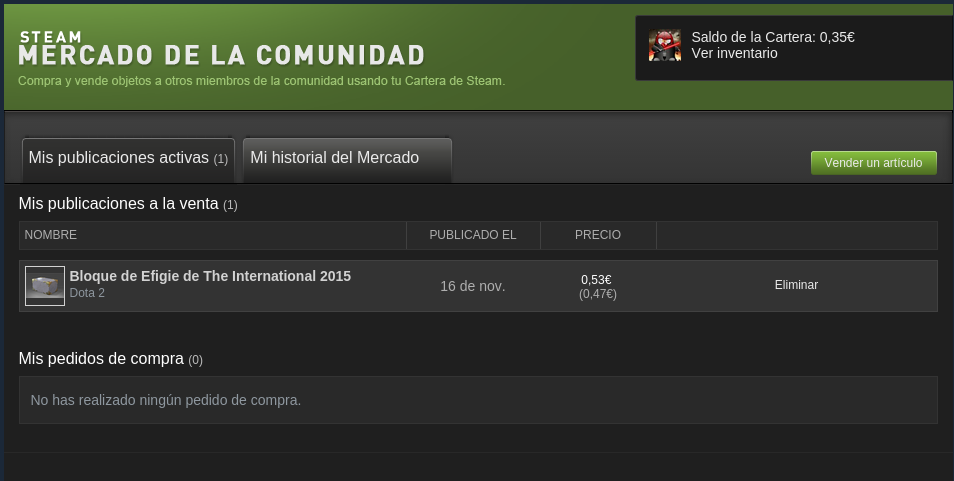 STEAM
MERCADO DE LA COMUNIDAD
Compra y vende objetos a otros miembros de la comunidad usando tu Cartera de Steam.
Saldo de la Cartera: 0,35€
Ver inventario
Mis publicaciones activas (1)
Mi historial del Mercado
Vender un artículo
Mis publicaciones a la venta (1)
NOMBRE PUBLICADO EL PRECIO
Bloque de Efigie de The International 2015
Dota 2
16 de nov.
0,53€
(0,47€)
Eliminar
Mis pedidos de compra (0)
No has realizado ningún pedido de compra.